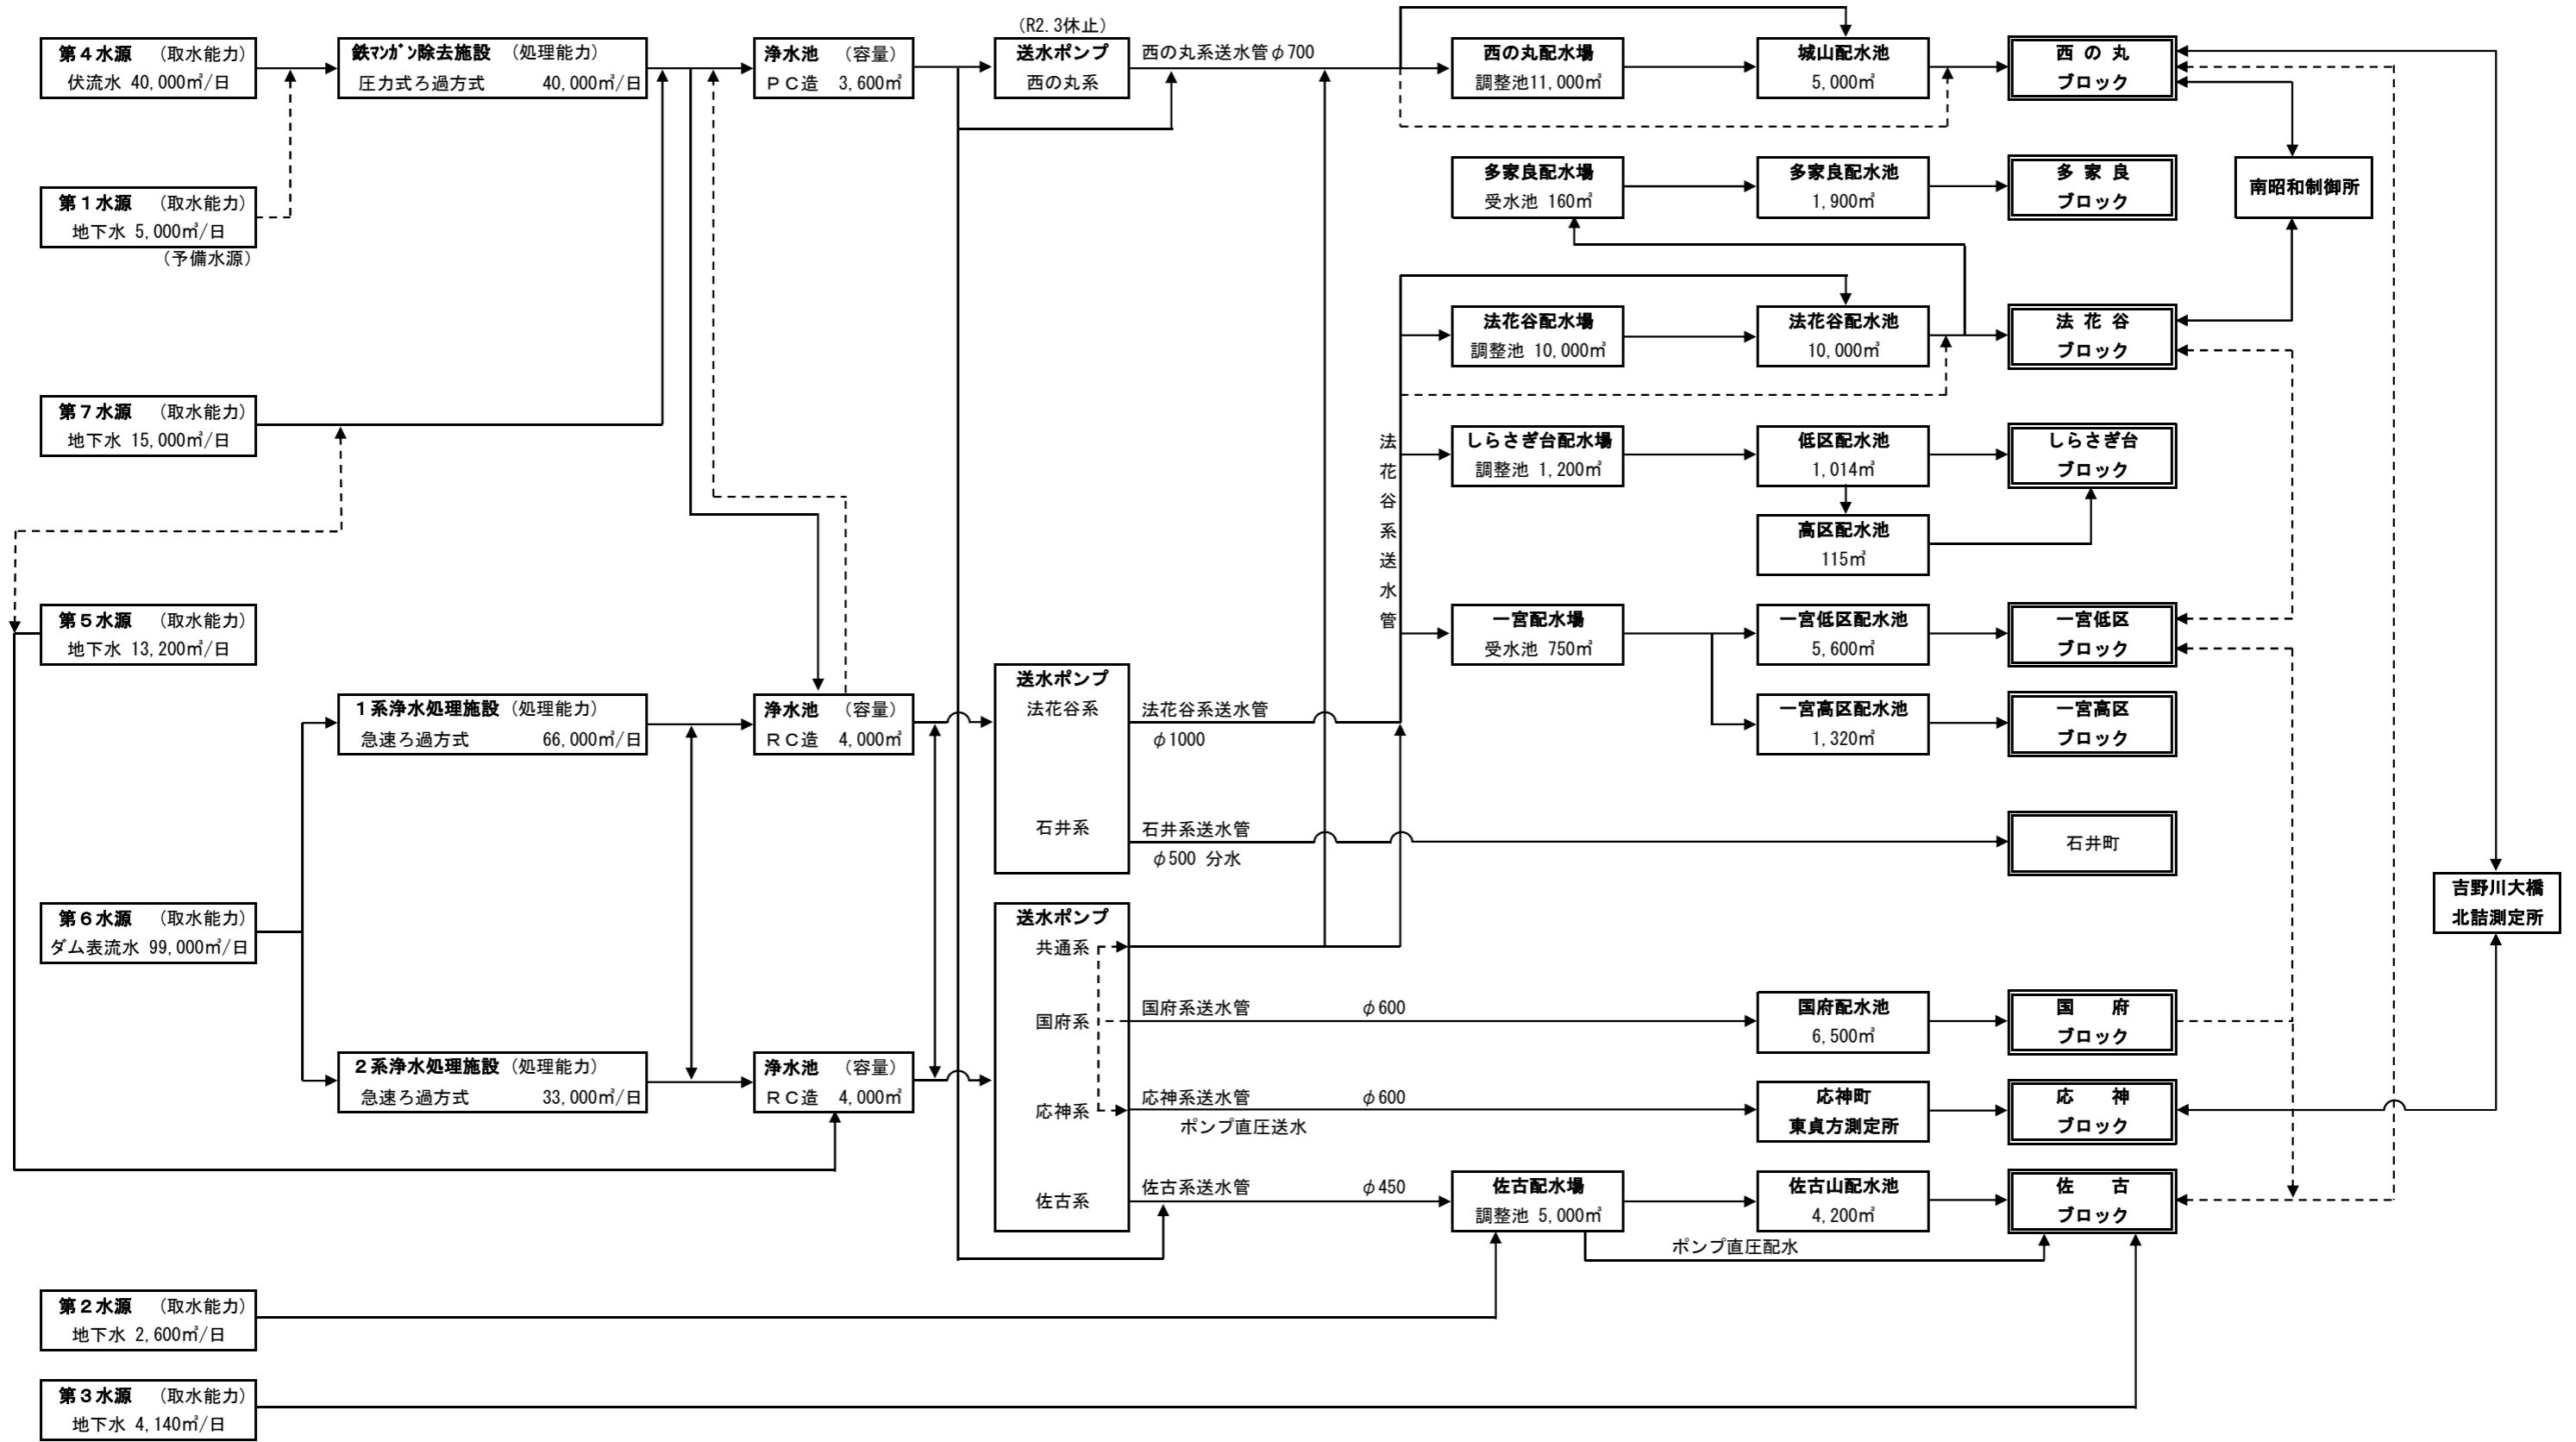 (R2.3休止)
第4水源 (取水能力)
伏流水 40,000㎥/日
鉄ﾏﾝｶﾞﾝ除去施設 (処理能力)
圧力式ろ過方式 40,000㎥/日
浄水池 (容量)
PC造 3,600㎥
送水ポンプ
西の丸系
西の丸系送水管φ700
西の丸配水場
調整池11,000㎥
城山配水池
5,000㎥
西の丸
ブロック
第1水源 (取水能力)
地下水 5,000㎥/日
(予備水源)
多家良配水場
受水池 160㎥
多家良配水池
1,900㎥
多家良
ブロック
南昭和制御所
法花谷配水場
調整池 10,000㎥
法花谷配水池
10,000㎥
法花谷
ブロック
第7水源 (取水能力)
地下水 15,000㎥/日
法花谷系送水管
しらさぎ台配水場
調整池 1,200㎥
低区配水池
1,014㎥
しらさぎ台
ブロック
高区配水池
115㎥
第5水源 (取水能力)
地下水 13,200㎥/日
一宮配水場
受水池 750㎥
一宮低区配水池
5,600㎥
一宮低区
ブロック
1系浄水処理施設 (処理能力)
急速ろ過方式 66,000㎥/日
浄水池 (容量)
RC造 4,000㎥
送水ポンプ
法花谷系
法花谷系送水管
φ1000
一宮高区配水池
1,320㎥
一宮高区
ブロック
石井系
石井系送水管
φ500 分水
石井町
第6水源 (取水能力)
ダム表流水 99,000㎥/日
送水ポンプ
共通系
吉野川大橋
北詰測定所
国府系
国府系送水管 φ600
国府配水池
6,500㎥
国府
ブロック
2系浄水処理施設 (処理能力)
急速ろ過方式 33,000㎥/日
浄水池 (容量)
RC造 4,000㎥
応神系
応神系送水管 φ600
ポンプ直圧送水
応神町
東貞方測定所
応神
ブロック
佐古系
佐古系送水管 φ450
佐古配水場
調整池 5,000㎥
佐古山配水池
4,200㎥
佐古
ブロック
ポンプ直圧配水
第2水源 (取水能力)
地下水 2,600㎥/日
第3水源 (取水能力)
地下水 4,140㎥/日